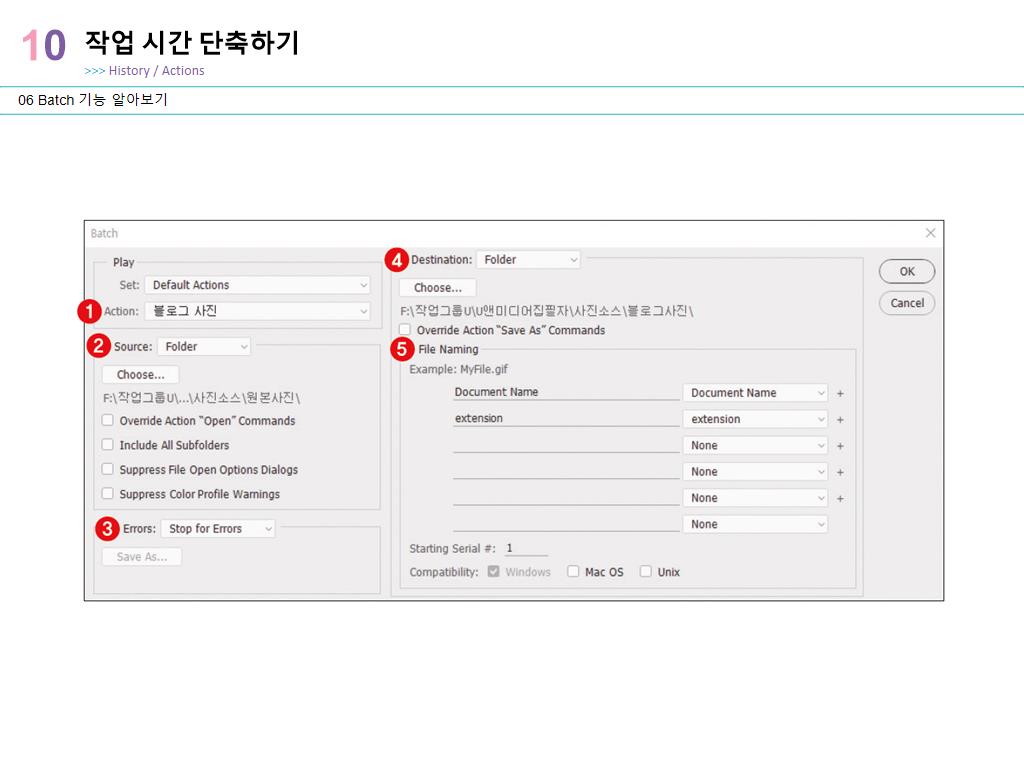 10 작업 시간 단축하기
>>> History / Actions
06 Batch 기능 알아보기
Batch
Play
Set: Default Actions
1 Action: 블로그 사진
2 Source: Folder
Choose...
F:\작업그룹U\...\사진소스\원본사진\
Override Action “Open” Commands
Include All Subfolders
Suppress File Open Options Dialogs
Suppress Color Profile Warnings
3 Errors: Stop for Errors
Save As...
4 Destination: Folder
Choose...
F:\작업그룹U\U앤미디어집필자\사진소스\블로그사진\
Override Action “Save As” Commands
5 File Naming
Example: MyFile.gif
Document Name Document Name +
extension extension +
None +
None +
None +
None
Starting Serial #: 1
Compatibility: Windows Mac OS Unix
OK
Cancel